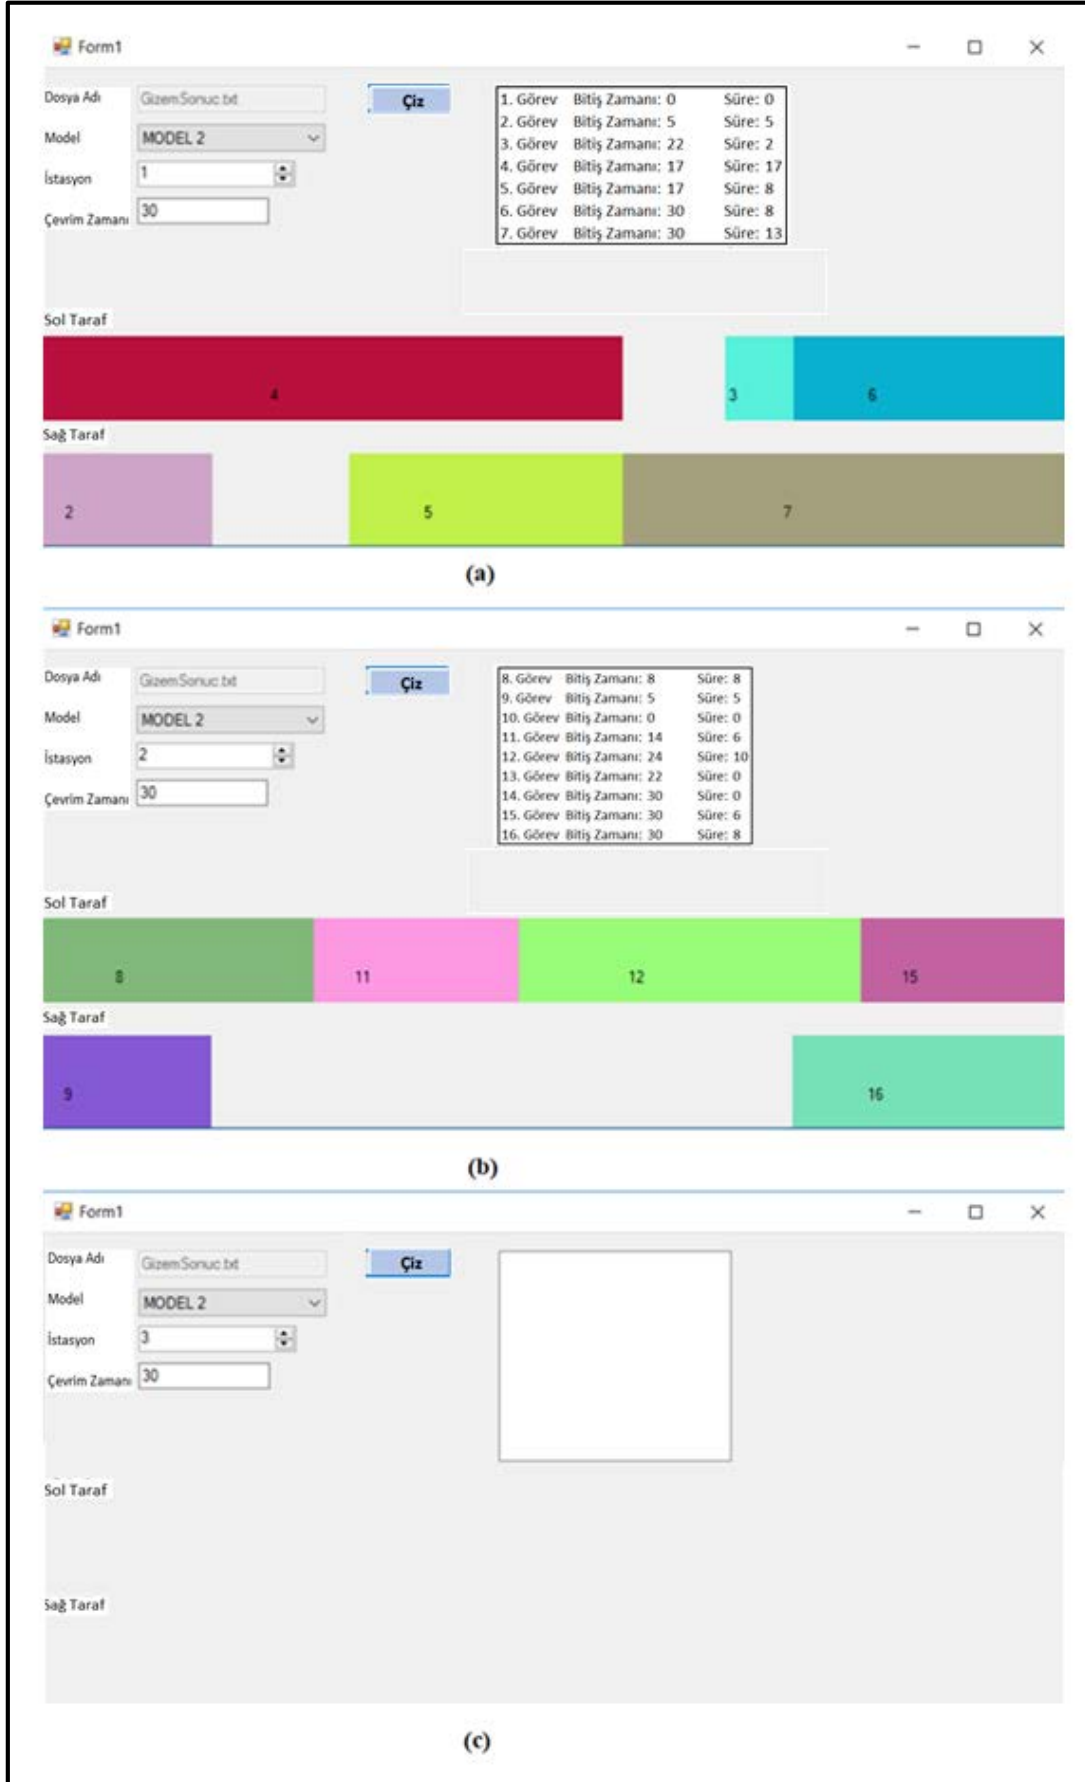 Form1
Dosya Adı GizemSonuc.txt Çiz
Model MODEL 2
İstasyon 1
Çevrim Zamanı 30
1. Görev Bitiş Zamanı: 0 Süre: 0
2. Görev Bitiş Zamanı: 5 Süre: 5
3. Görev Bitiş Zamanı: 22 Süre: 2
4. Görev Bitiş Zamanı: 17 Süre: 17
5. Görev Bitiş Zamanı: 17 Süre: 8
6. Görev Bitiş Zamanı: 30 Süre: 8
7. Görev Bitiş Zamanı: 30 Süre: 13
Sol Taraf
4 3 6
Sağ Taraf
2 5 7
(a)
Form1
Dosya Adı GizemSonuc.txt Çiz
Model MODEL 2
İstasyon 2
Çevrim Zamanı 30
8. Görev Bitiş Zamanı: 8 Süre: 8
9. Görev Bitiş Zamanı: 5 Süre: 5
10. Görev Bitiş Zamanı: 0 Süre: 0
11. Görev Bitiş Zamanı: 14 Süre: 6
12. Görev Bitiş Zamanı: 24 Süre: 10
13. Görev Bitiş Zamanı: 22 Süre: 0
14. Görev Bitiş Zamanı: 30 Süre: 0
15. Görev Bitiş Zamanı: 30 Süre: 6
16. Görev Bitiş Zamanı: 30 Süre: 8
Sol Taraf
8 11 12 15
Sağ Taraf
9 16
(b)
Form1
Dosya Adı GizemSonuc.txt Çiz
Model MODEL 2
İstasyon 3
Çevrim Zamanı 30
Sol Taraf
Sağ Taraf
(c)